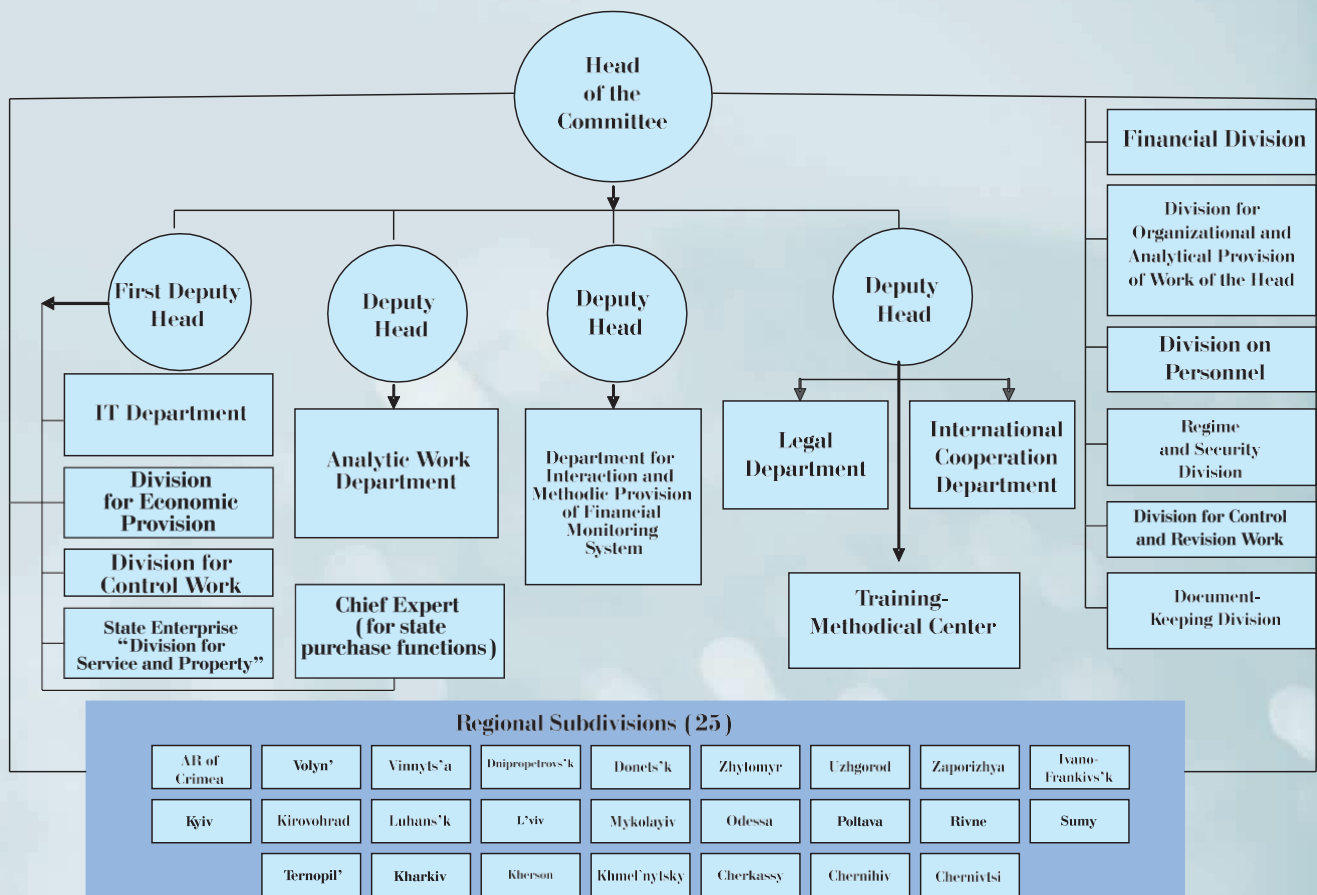 Head
of the
Committee
First Deputy
Head
Deputy
Head
Deputy
Head
Deputy
Head
IT Department
Division
for Economic
Provision
Division for
Control Work
State Enterprise
“Division for
Service and Property”
Analytic Work
Department
Chief Expert
(for state
purchase functions)
Department for
Interaction and
Methodic Provision
of Financial
Monitoring
System
Legal
Department
International
Cooperation
Department
Training-
Methodical Center
Financial Division
Division for
Organizational and
Analytical Provision
of Work of the Head
Division on
Personnel
Regime
and Security
Division
Division for Control
and Revision Work
Document-
Keeping Division
Regional Subdivisions (25)
AR of
Crimea
Volyn’
Vinnyts’a
Dnipropetrovs’k
Donets’k
Zhytomyr
Uzhgorod
Zaporizhya
Ivano-
Frankivs’k
Kyiv
Kirovohrad
Luhans’k
L’viv
Mykolayiv
Odessa
Poltava
Rivne
Sumy
Ternopil’
Kharkiv
Kherson
Khmel’nytsky
Cherkassy
Chernihiv
Chernivtsi